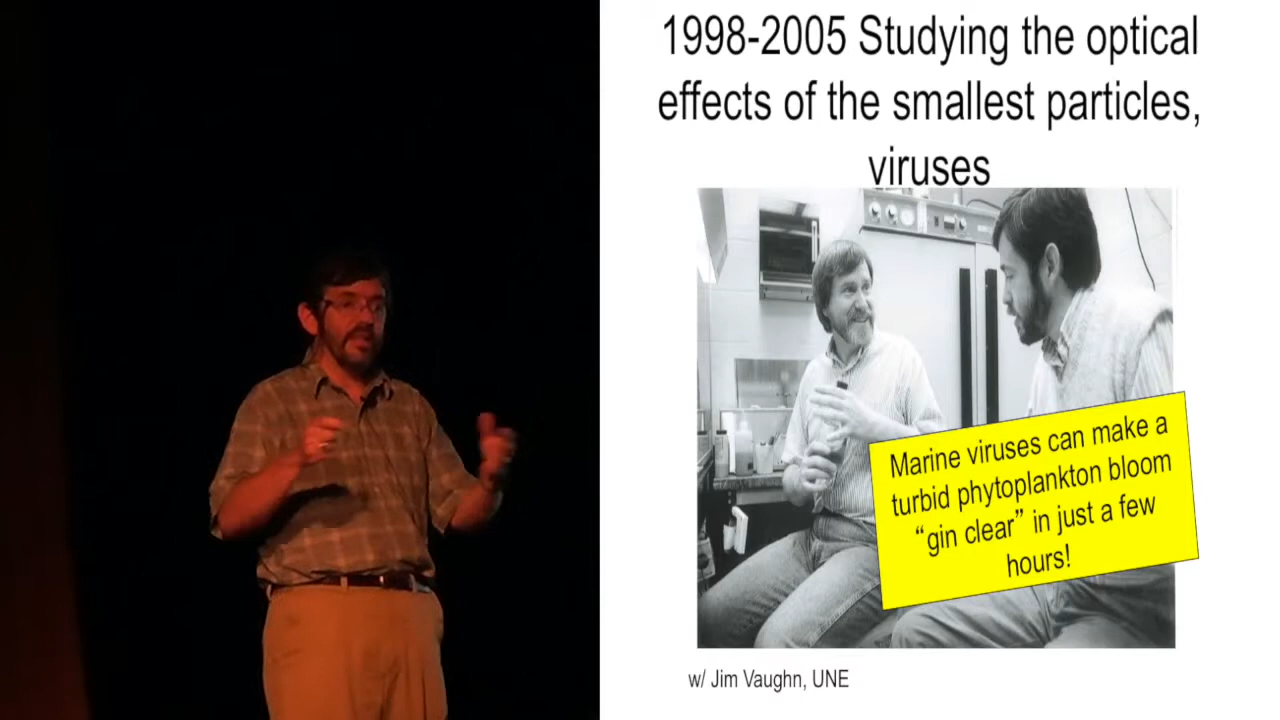 1998-2005 Studying the optical
effects of the smallest particles,
viruses
Marine viruses can make a
turbid phytoplankton bloom
“gin clear” in just a few
hours!
w/ Jim Vaughn, UNE